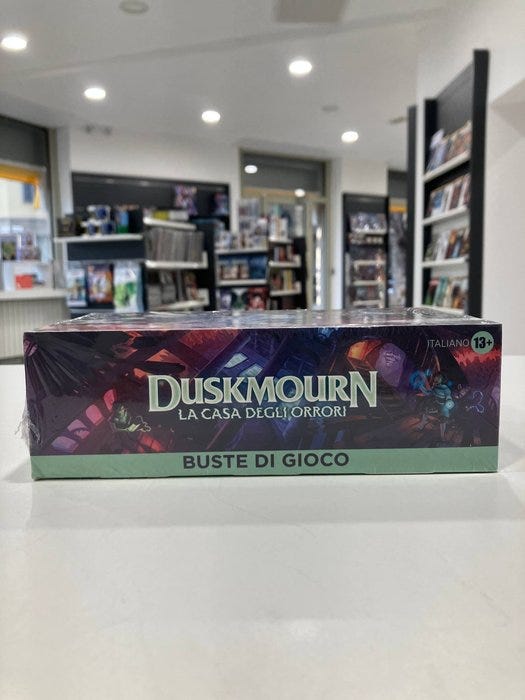 ITALIANO 13+
DUSKMOURN
LA CASA DEGLI ORRORI
BUSTE DI GIOCO